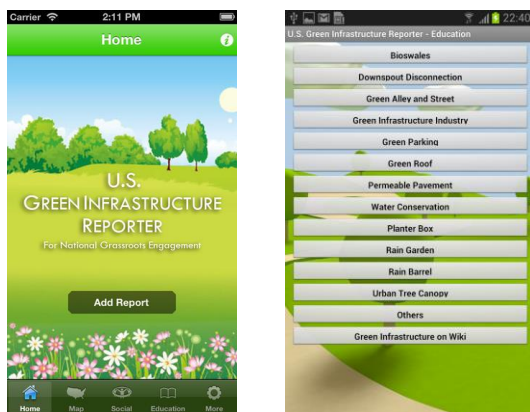 Carrier 2:11 PM
Home
U.S.
GREEN INFRASTRUCTURE
REPORTER
For National Grassroots Engagement
Add Report
Home Map Social Education More
22:40
U.S. Green Infrastructure Reporter - Education
Bioswales
Downspout Disconnection
Green Alley and Street
Green Infrastructure Industry
Green Parking
Green Roof
Permeable Pavement
Water Conservation
Planter Box
Rain Garden
Rain Barrel
Urban Tree Canopy
Others
Green Infrastructure on Wiki